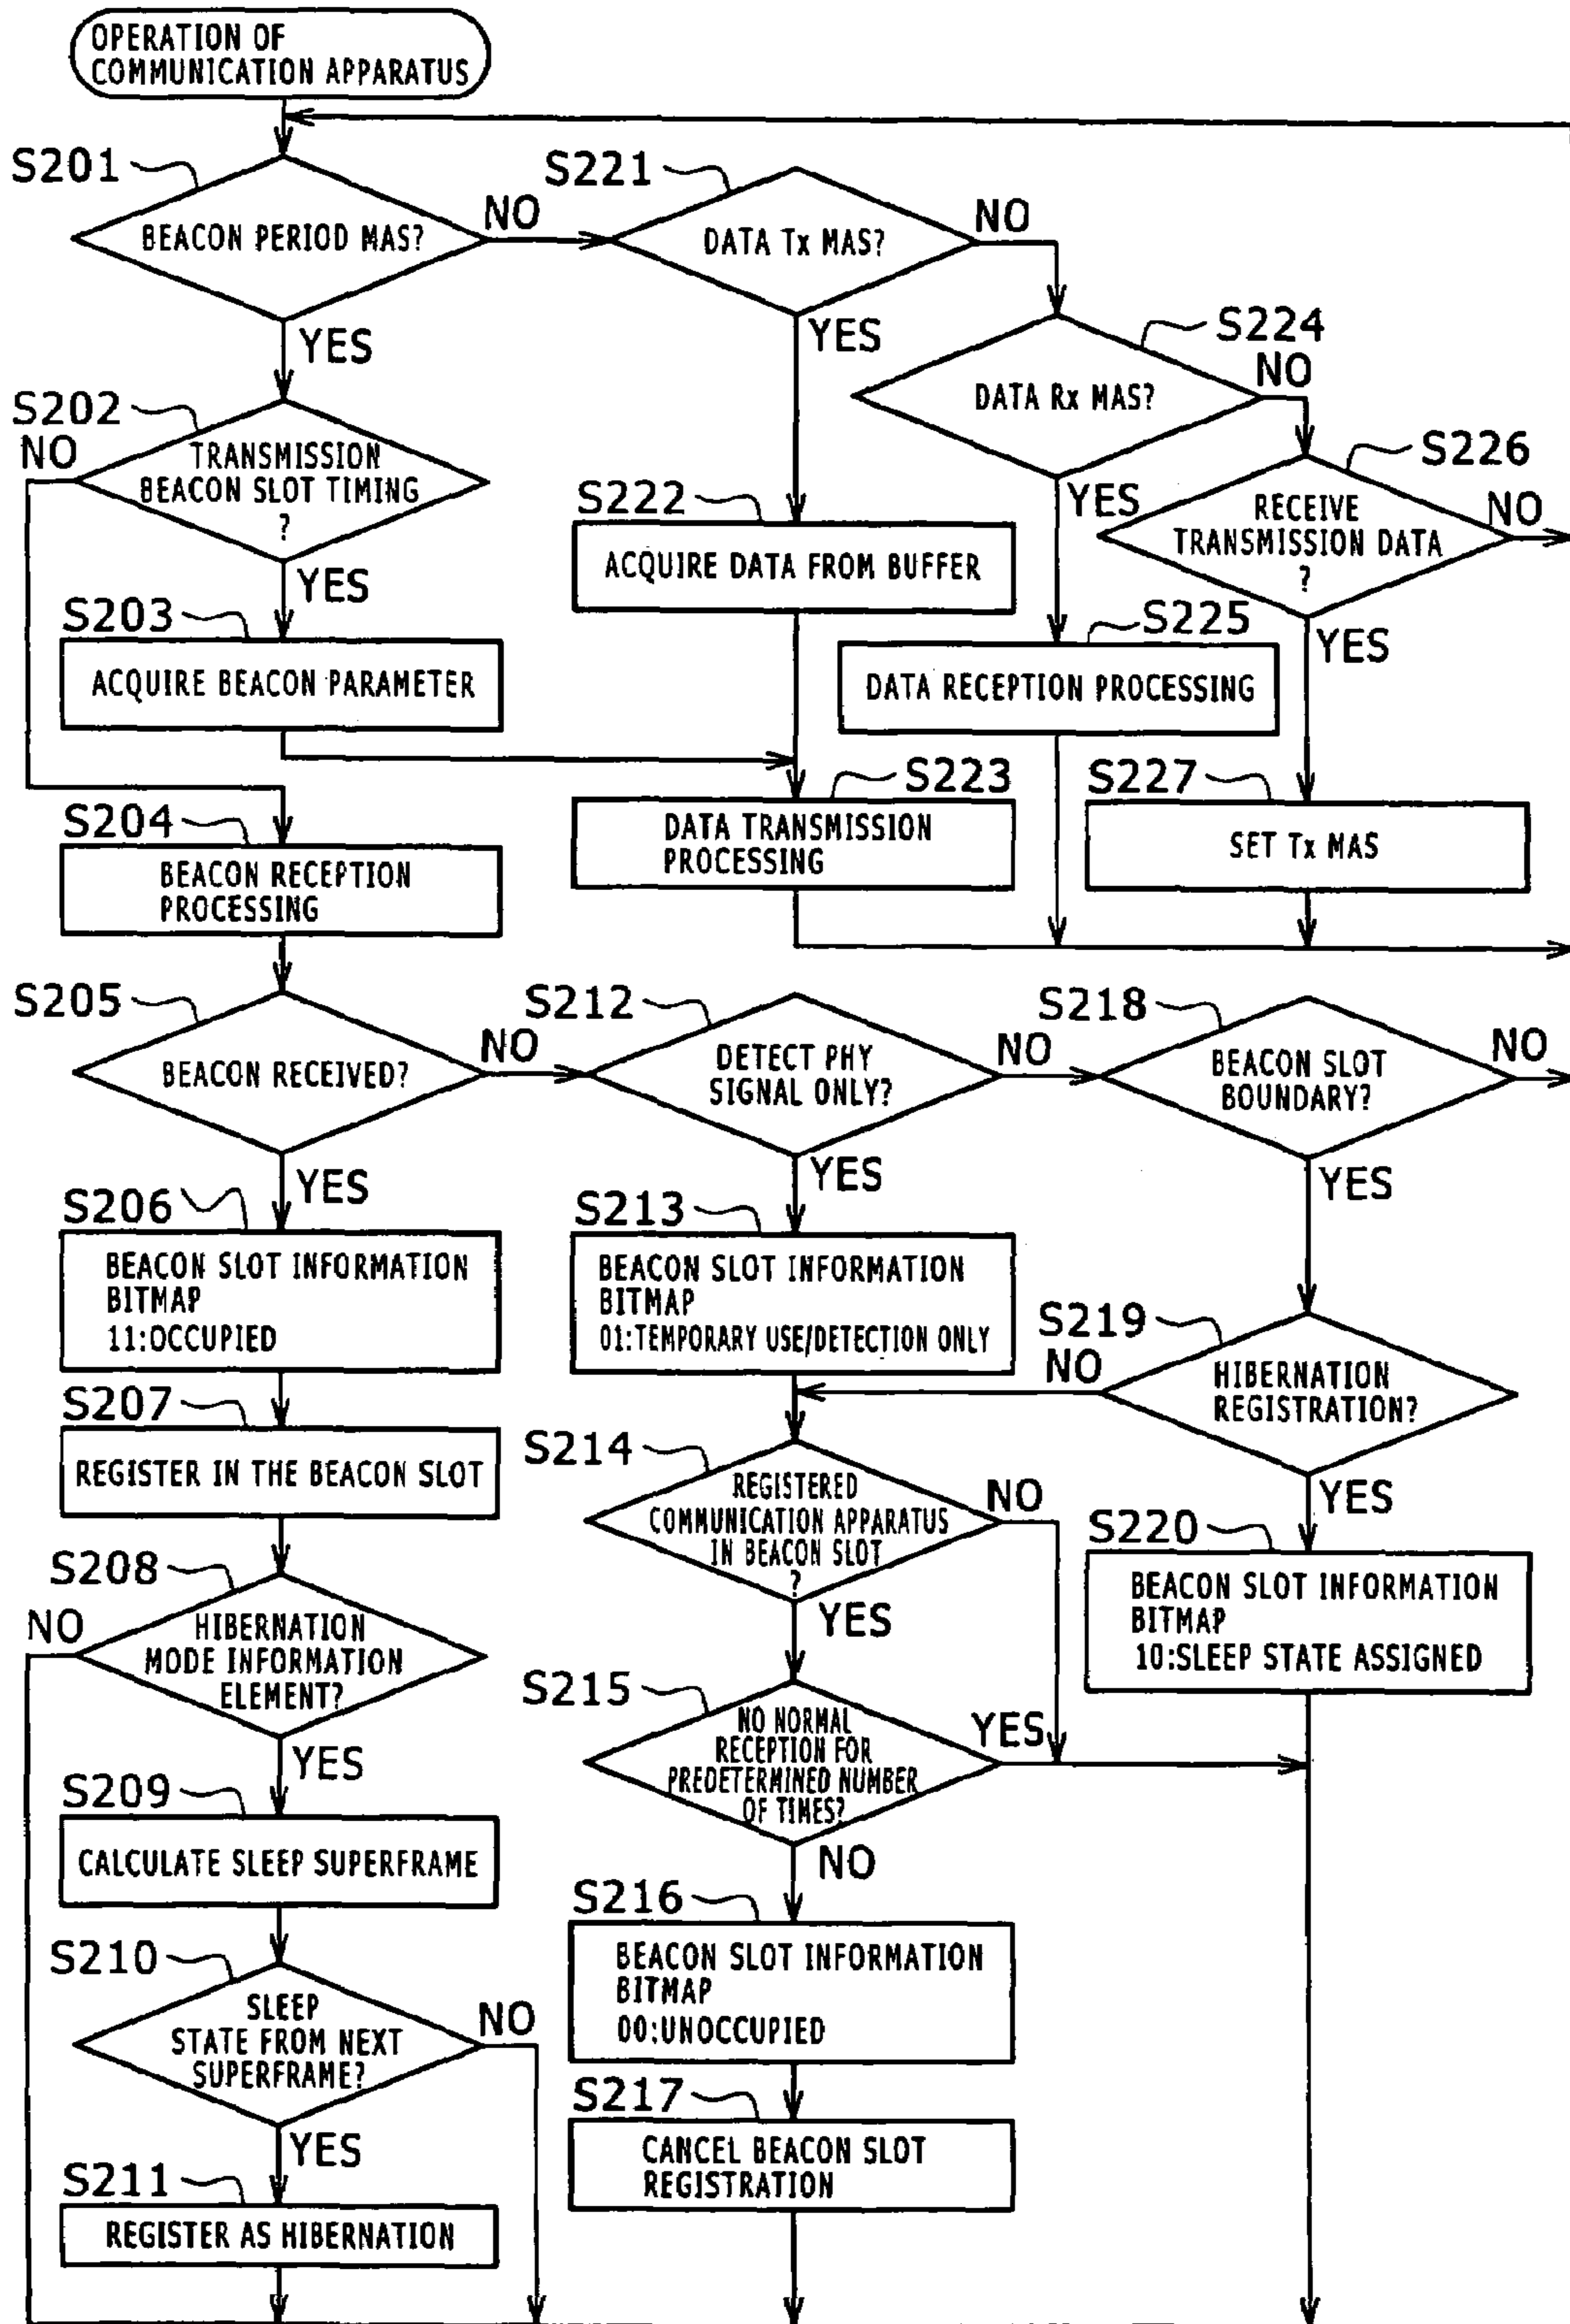 OPERATION OF
COMMUNICATION APPARATUS
S201
BEACON PERIOD MAS?
NO
YES
S221
DATA Tx MAS?
NO
YES
S224
DATA Rx MAS?
NO
YES
S226
RECEIVE
TRANSMISSION DATA
?
NO
YES
S202
NO
TRANSMISSION
BEACON SLOT TIMING
?
YES
S222
ACQUIRE DATA FROM BUFFER
S203
ACQUIRE BEACON PARAMETER
S225
DATA RECEPTION PROCESSING
S223
DATA TRANSMISSION
PROCESSING
S227
SET Tx MAS
S204
BEACON RECEPTION
PROCESSING
S205
BEACON RECEIVED?
NO
YES
S212
DETECT PHY
SIGNAL ONLY?
NO
YES
S218
BEACON SLOT
BOUNDARY?
NO
YES
S206
BEACON SLOT INFORMATION
BITMAP
11:OCCUPIED
S213
BEACON SLOT INFORMATION
BITMAP
01:TEMPORARY USE/DETECTION ONLY
S219
NO
HIBERNATION
REGISTRATION?
YES
S207
REGISTER IN THE BEACON SLOT
S214
REGISTERED
COMMUNICATION APPARATUS
IN BEACON SLOT
?
NO
YES
S220
BEACON SLOT INFORMATION
BITMAP
10:SLEEP STATE ASSIGNED
S208
NO
HIBERNATION
MODE INFORMATION
ELEMENT?
YES
S215
NO NORMAL
RECEPTION FOR
PREDETERMINED NUMBER
OF TIMES?
YES
NO
S209
CALCULATE SLEEP SUPERFRAME
S216
BEACON SLOT INFORMATION
BITMAP
00:UNOCCUPIED
S210
SLEEP
STATE FROM NEXT
SUPERFRAME?
NO
YES
S217
CANCEL BEACON SLOT
REGISTRATION
S211
REGISTER AS HIBERNATION